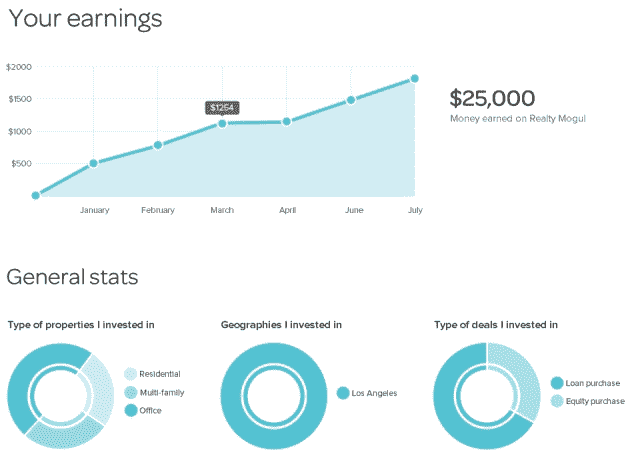 Your earnings
$2000
$1500
$1000
$500
$1254
January
February
March
April
June
July
$25,000
Money earned on Realty Mogul
General stats
Type of properties I invested in
Residential
Multi-family
Office
Geographies I invested in
Los Angeles
Type of deals I invested in
Loan purchase
Equity purchase